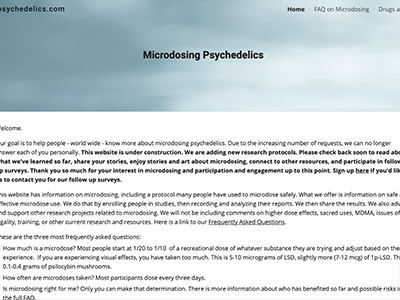 psychedelics.com
Home · FAQ on Microdosing · Drugs a
Microdosing Psychedelics
elcome.
ur goal is to help people - world wide - know more about microdosing psychedelics. Due to the increasing number of requests, we can no longer
nswer each of you personally. This website is under construction. We are adding new research protocols. Please check back soon to read abo
hat we've learned so far, share your stories, enjoy stories and art about microdosing, connect to other resources, and participate in follow
p surveys. Thank you so much for your interest in microdosing and participation and engagement up to this point. Sign up here if you'd lik
s to contact you for our follow up surveys.
his website has information on microdosing, including a protocol many people have used to microdose safely. What we offer is information on safe a
ffective microdose use. We do that by enrolling people in studies, then recording and analyzing their reports. We then share the results. We also adv
nd support other research projects related to microdosing. We will not be including comments on higher dose effects, sacred uses, MDMA, issues of
gality, training, or other current research and resources. Here is a link to our Frequently Asked Questions.
hese are the three most frequently asked questions:
How much is a microdose? Most people start at 1/20 to 1/10 of a recreational dose of whatever substance they are trying and adjust based on the
experience. If you are experiencing visual effects, you have taken too much. This is 5-10 micrograms of LSD, slightly more (7-12 mcg) of 1p-LSD. Th
0.1-0.4 grams of psilocybin mushrooms.
How often are microdoses taken? Most participants dose every three days.
Is microdosing right for me? Only you can make that determination. There is more information about who has benefited so far and possible risks in
the full FAQ.